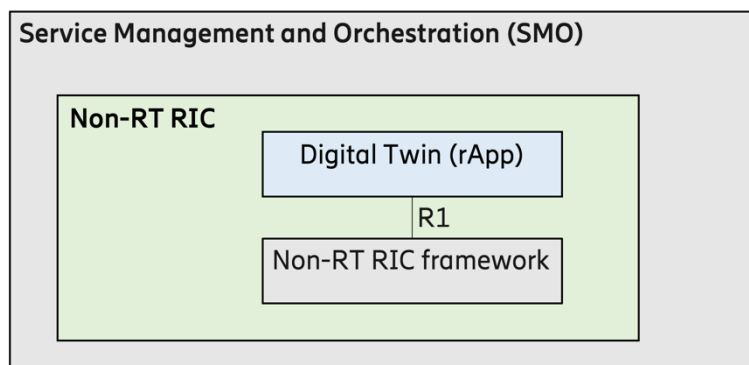 Service Management and Orchestration (SMO)
Non-RT RIC
Digital Twin (rApp)
R1
Non-RT RIC framework